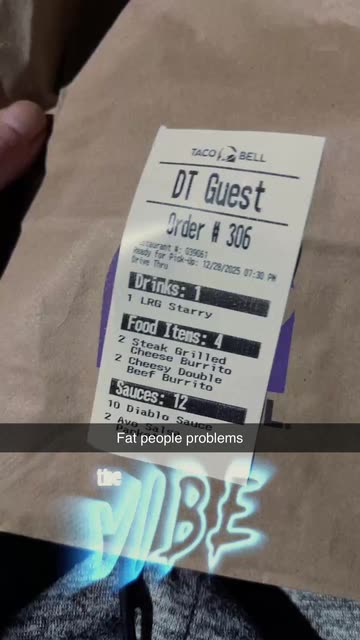 TACO BELL
DT Guest
Order # 306
Restaurant #: 039061
Ready for Pick-Up: 12/29/2025 07:30 PM
Drive Thru
Drinks: 1
1 LRG Starry
Food Items: 4
2 Steak Grilled
Cheese Burrito
2 Cheesy Double
Beef Burrito
Sauces: 12
10 Diablo Sauce
2 Avo Salsa
Fat people problems
the
VIBE